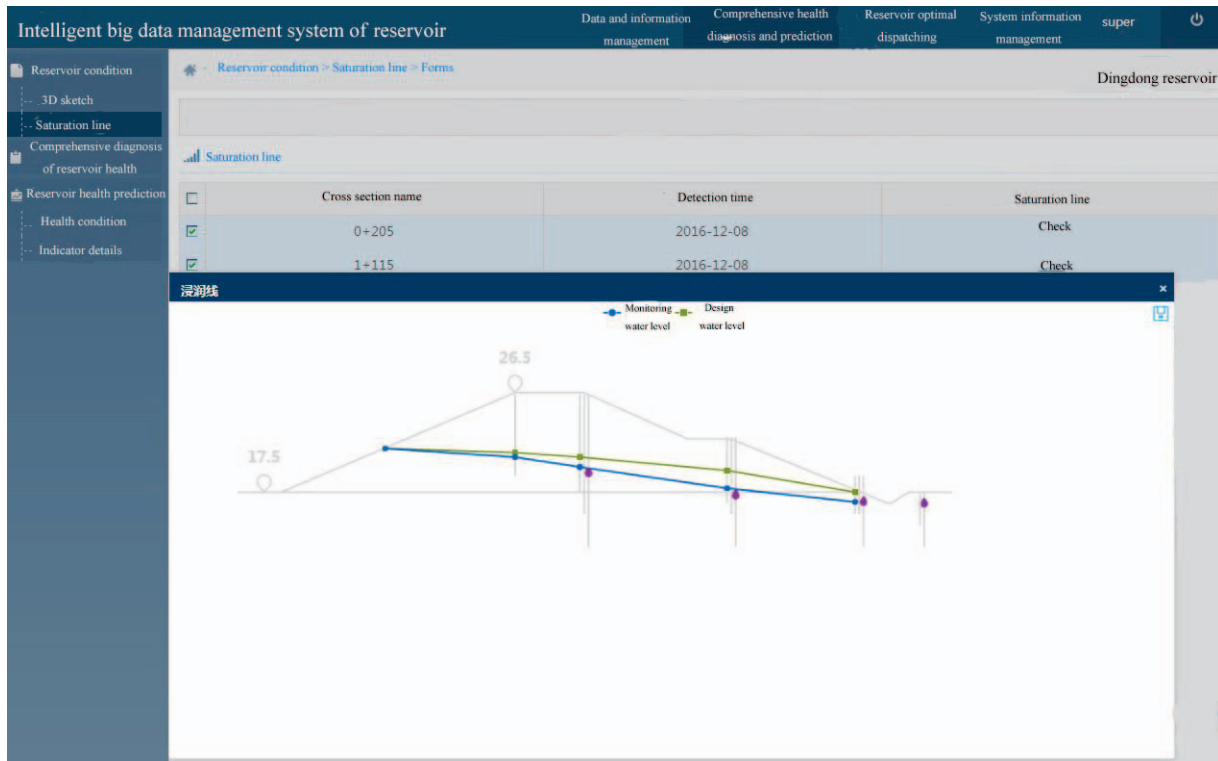 Intelligent big data management system of reservoir
Data and information
management
Comprehensive health
diagnosis and prediction
Reservoir optimal
dispatching
System information
management
super
Reservoir condition
3D sketch
Saturation line
Comprehensive diagnosis
of reservoir health
Reservoir health prediction
Health condition
Indicator details
Reservoir condition > Saturation line > Forms
Dingdong reservoir
Saturation line
Cross section name Detection time Saturation line
0+205 2016-12-08 Check
1+115 2016-12-08 Check
浸润线 ×
Monitoring
water level
Design
water level
26.5
17.5